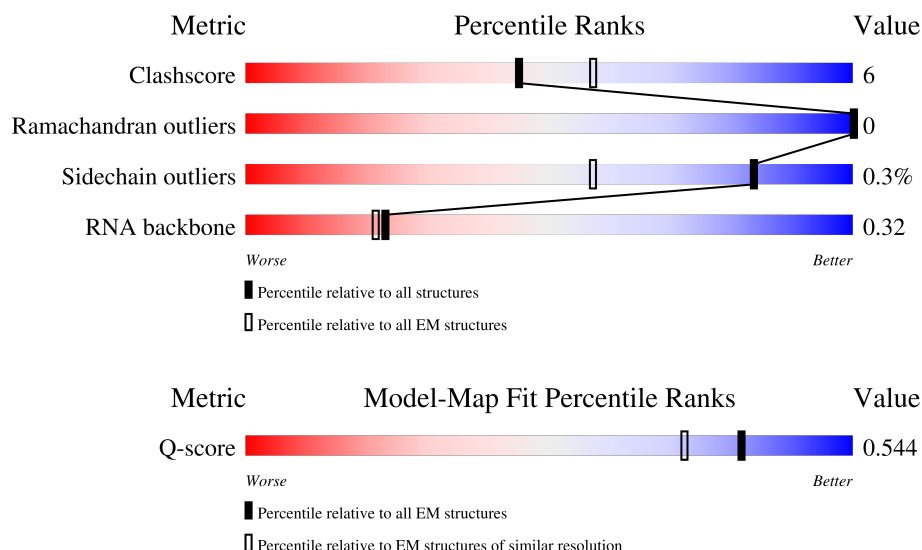 Metric Percentile Ranks Value
Clashscore 6
Ramachandran outliers 0
Sidechain outliers 0.3%
RNA backbone 0.32
Worse Better
Percentile relative to all structures
Percentile relative to all EM structures
Metric Model-Map Fit Percentile Ranks Value
Q-score 0.544
Worse Better
Percentile relative to all EM structures
Percentile relative to EM structures of similar resolution